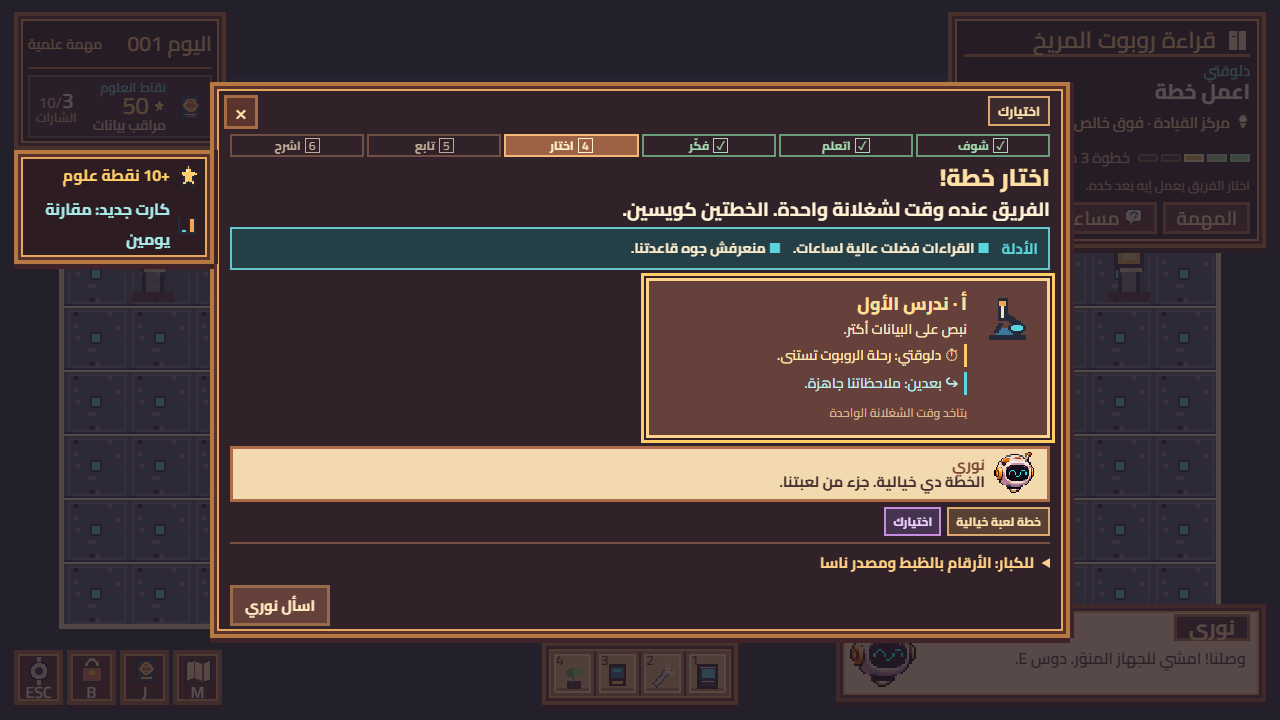 قراءة روبوت المريخ
دلوقتي
اعمل خطة
مركز القيادة · فوق خالص
خطوة 3
اختار الفريق يعمل إيه بعد كده.
المهمة
اليوم 001
مهمة علمية
نقاط العلوم
50
مراقب بيانات
10/3
الشارات
+10 نقطة علوم
كارت جديد: مقارنة
يومين
اختيارك
×
شوف
اتعلم
فكّر
4 اختار
5 تابع
6 اشرح
اختار خطة!
الفريق عنده وقت لشغلانة واحدة. الخطتين كويسين.
الأدلة
القراءات فضلت عالية لساعات.
منعرفش جوه قاعدتنا.
أ · ندرس الأول
نبص على البيانات أكتر.
دلوقتي: رحلة الروبوت تستنى.
بعدين: ملاحظاتنا جاهزة.
بتاخد وقت الشغلانة الواحدة
نوري
الخطة دي خيالية. جزء من لعبتنا.
خطة لعبة خيالية
اختيارك
للكبار: الأرقام بالظبط ومصدر ناسا
اسأل نوري
نوري
وصلنا! امشي للجهاز المنوّر. دوس E.
4 3 2 1
ESC B J M